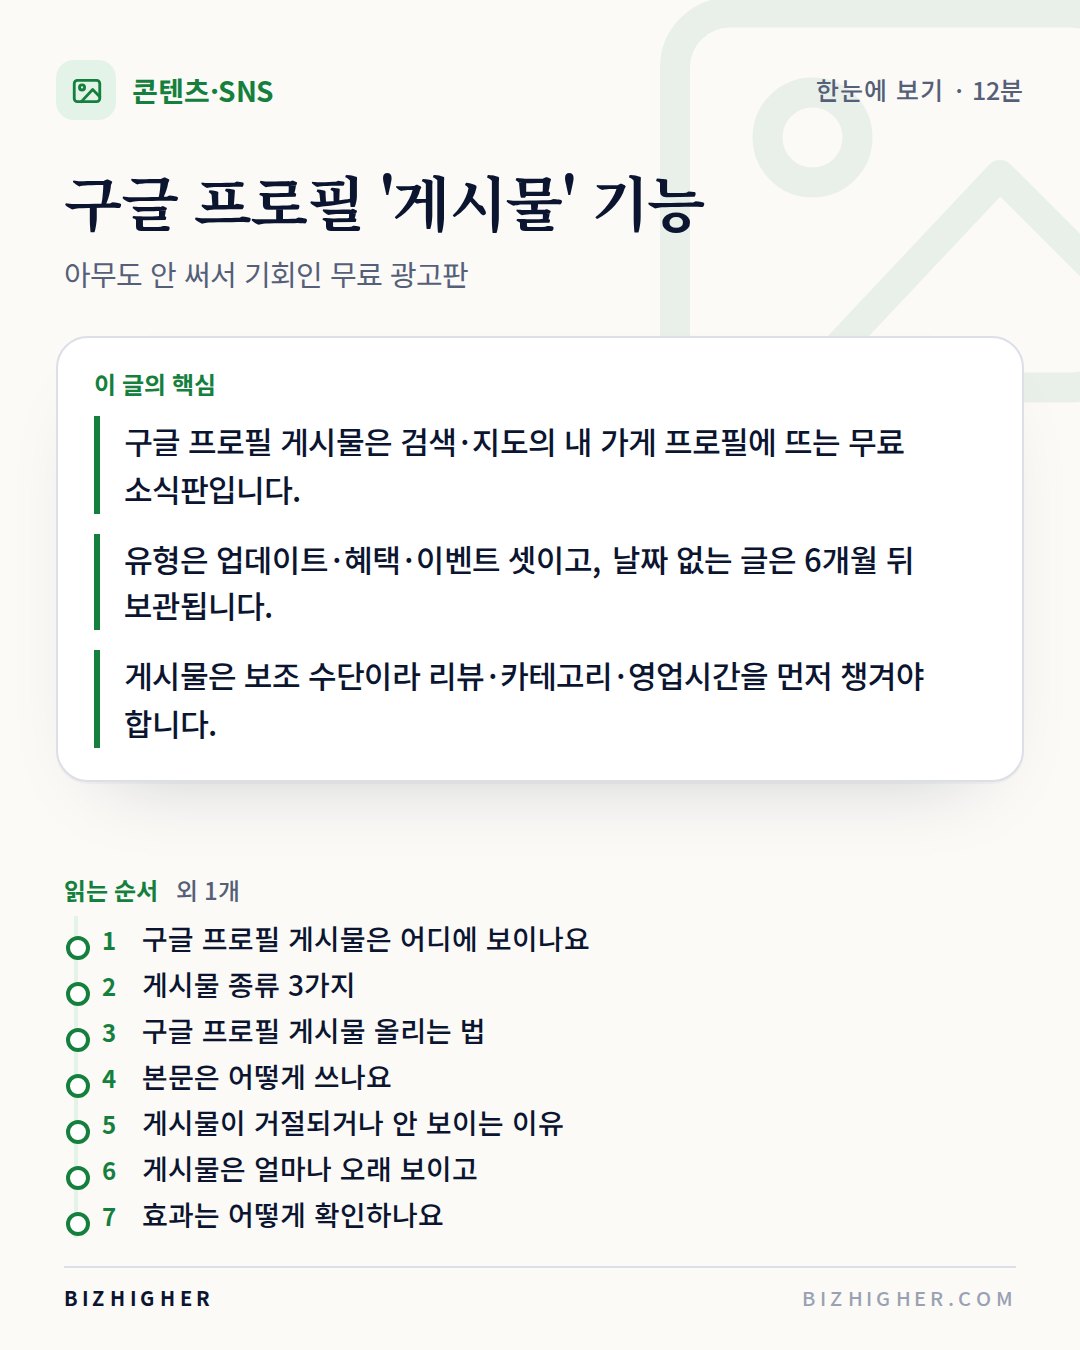 콘텐츠·SNS
한눈에 보기 · 12분
구글 프로필 '게시물' 기능
아무도 안 써서 기회인 무료 광고판
이 글의 핵심
구글 프로필 게시물은 검색·지도의 내 가게 프로필에 뜨는 무료
소식판입니다.
유형은 업데이트·혜택·이벤트 셋이고, 날짜 없는 글은 6개월 뒤
보관됩니다.
게시물은 보조 수단이라 리뷰·카테고리·영업시간을 먼저 챙겨야
합니다.
읽는 순서 외 1개
1 구글 프로필 게시물은 어디에 보이나요
2 게시물 종류 3가지
3 구글 프로필 게시물 올리는 법
4 본문은 어떻게 쓰나요
5 게시물이 거절되거나 안 보이는 이유
6 게시물은 얼마나 오래 보이고
7 효과는 어떻게 확인하나요
BIZHIGHER
BIZHIGHER.COM